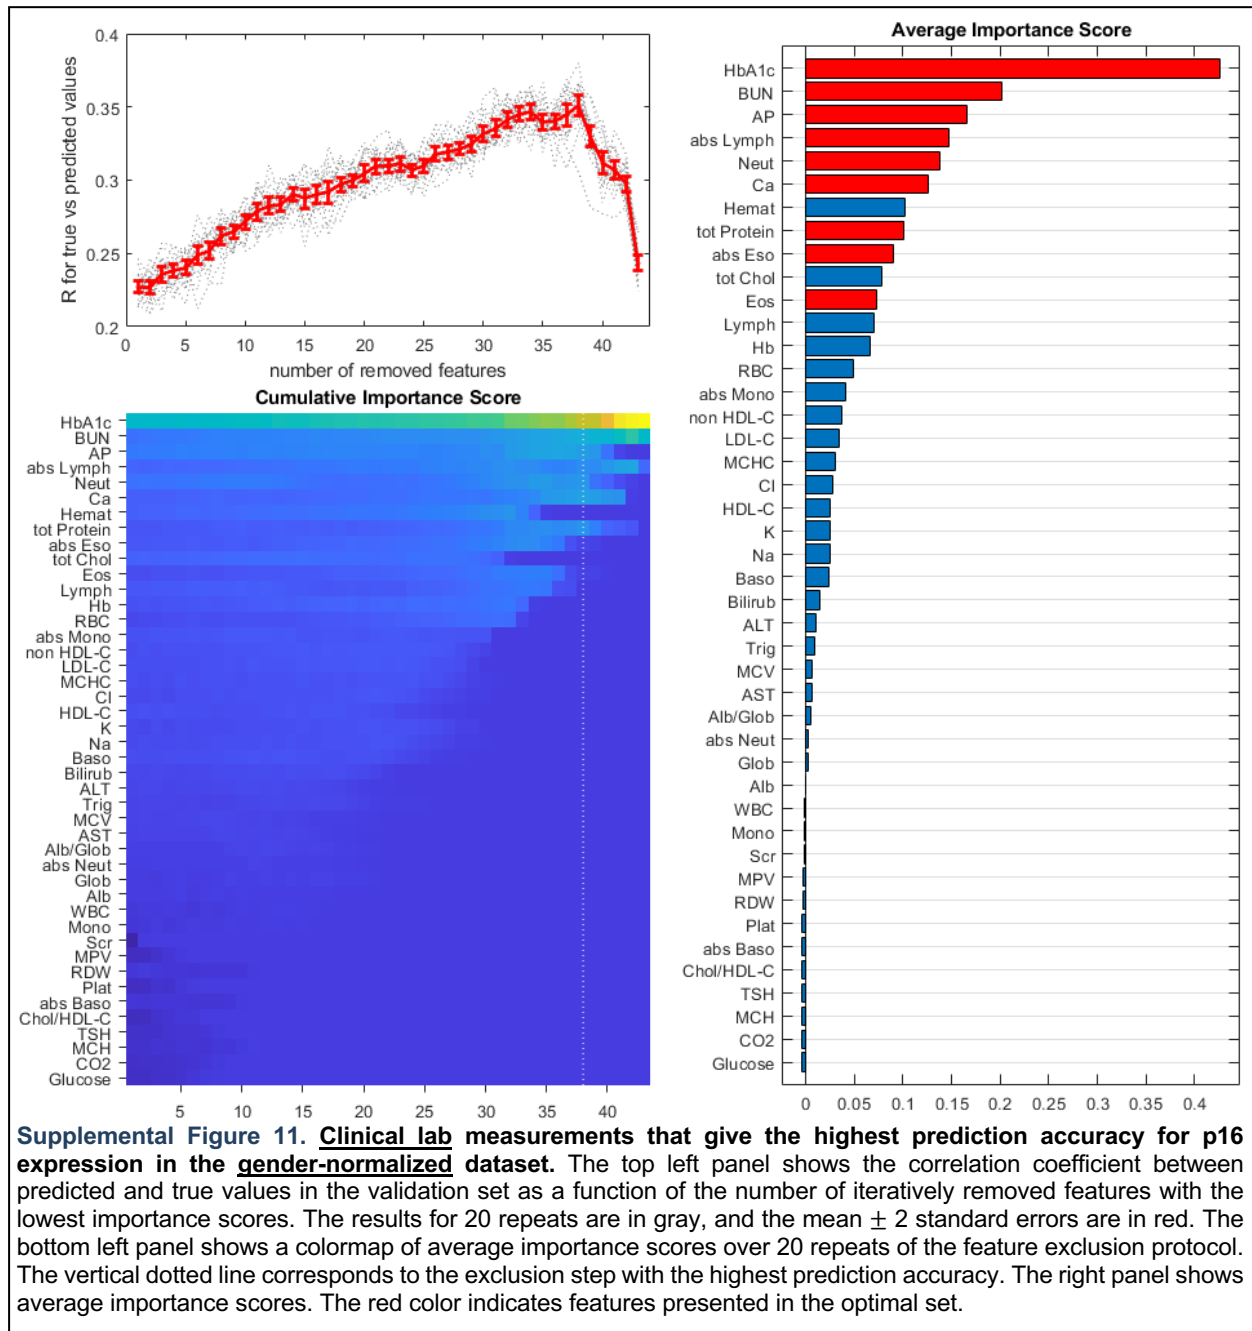 0.4
0.35
0.3
0.25
0.2
R for true vs predicted values
0
5
10
15
20
25
30
35
40
number of removed features
Cumulative Importance Score
HbA1c
BUN
AP
abs Lymph
Neut
Ca
Hemat
tot Protein
abs Eso
tot Chol
Eos
Lymph
Hb
RBC
abs Mono
non HDL-C
LDL-C
MCHC
Cl
HDL-C
K
Na
Baso
Bilirub
ALT
Trig
MCV
AST
Alb/Glob
abs Neut
Glob
Alb
WBC
Mono
Scr
MPV
RDW
Plat
abs Baso
Chol/HDL-C
TSH
MCH
CO2
Glucose
5
10
15
20
25
30
35
40
Average Importance Score
HbA1c
BUN
AP
abs Lymph
Neut
Ca
Hemat
tot Protein
abs Eso
tot Chol
Eos
Lymph
Hb
RBC
abs Mono
non HDL-C
LDL-C
MCHC
Cl
HDL-C
K
Na
Baso
Bilirub
ALT
Trig
MCV
AST
Alb/Glob
abs Neut
Glob
Alb
WBC
Mono
Scr
MPV
RDW
Plat
abs Baso
Chol/HDL-C
TSH
MCH
CO2
Glucose
0
0.05
0.1
0.15
0.2
0.25
0.3
0.35
0.4
Supplemental Figure 11. Clinical lab measurements that give the highest prediction accuracy for p16
expression in the gender-normalized dataset. The top left panel shows the correlation coefficient between
predicted and true values in the validation set as a function of the number of iteratively removed features with the
lowest importance scores. The results for 20 repeats are in gray, and the mean ± 2 standard errors are in red. The
bottom left panel shows a colormap of average importance scores over 20 repeats of the feature exclusion protocol.
The vertical dotted line corresponds to the exclusion step with the highest prediction accuracy. The right panel shows
average importance scores. The red color indicates features presented in the optimal set.